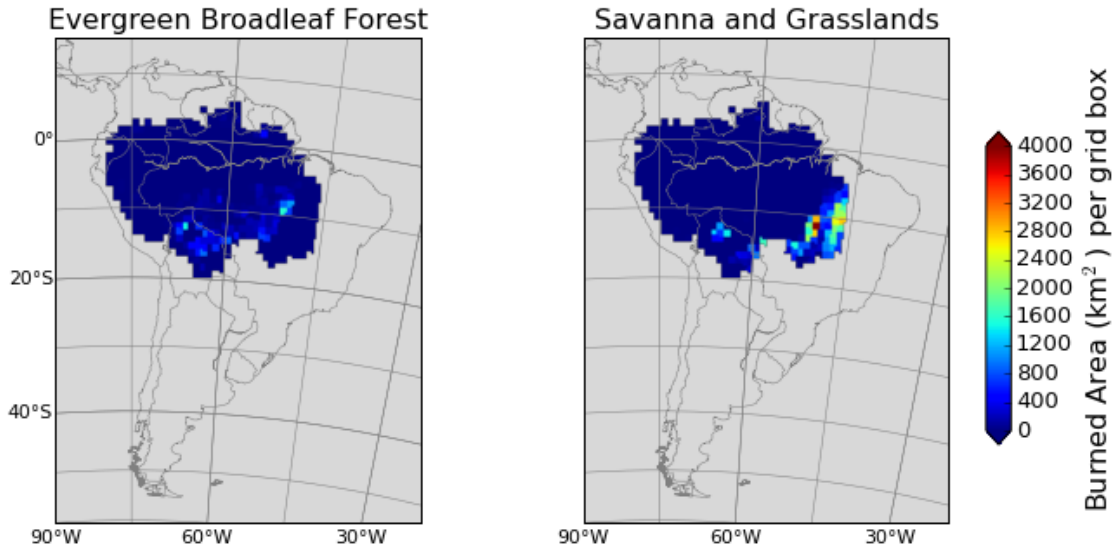 Evergreen Broadleaf Forest
Savanna and Grasslands
0°
20°S
40°S
90°W
60°W
30°W
90°W
60°W
30°W
4000
3600
3200
2800
2400
2000
1600
1200
800
400
0
Burned Area (km²) per grid box